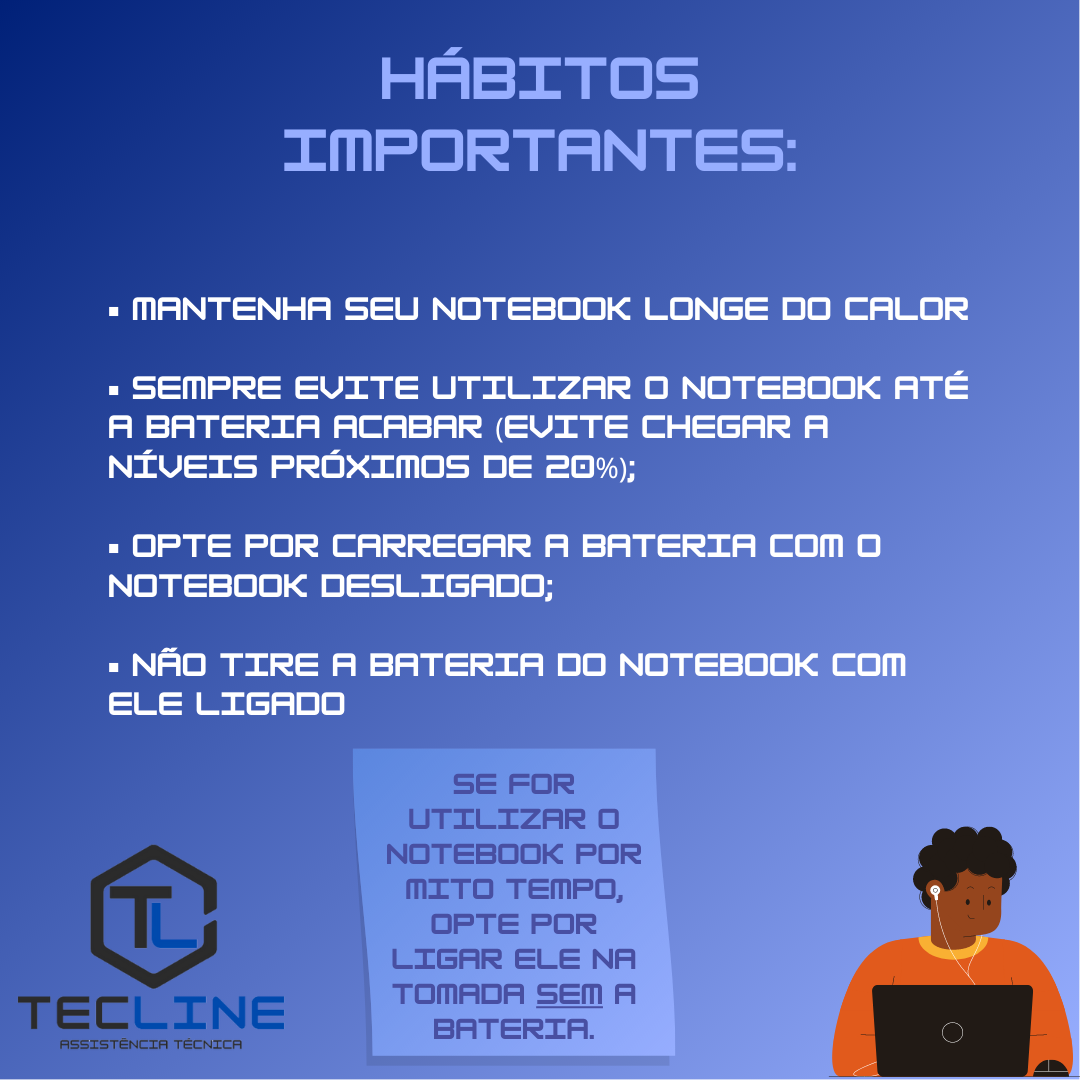 HÁBITOS
IMPORTANTES:
▪ MANTENHA SEU NOTEBOOK LONGE DO CALOR
▪ SEMPRE EVITE UTILIZAR O NOTEBOOK ATÉ
A BATERIA ACABAR (EVITE CHEGAR A
NÍVEIS PRÓXIMOS DE 20%);
▪ OPTE POR CARREGAR A BATERIA COM O
NOTEBOOK DESLIGADO;
▪ NÃO TIRE A BATERIA DO NOTEBOOK COM
ELE LIGADO
SE FOR
UTILIZAR O
NOTEBOOK POR
MITO TEMPO,
OPTE POR
LIGAR ELE NA
TOMADA SEM A
BATERIA.
TL
TECLINE
ASSISTÊNCIA TÉCNICA